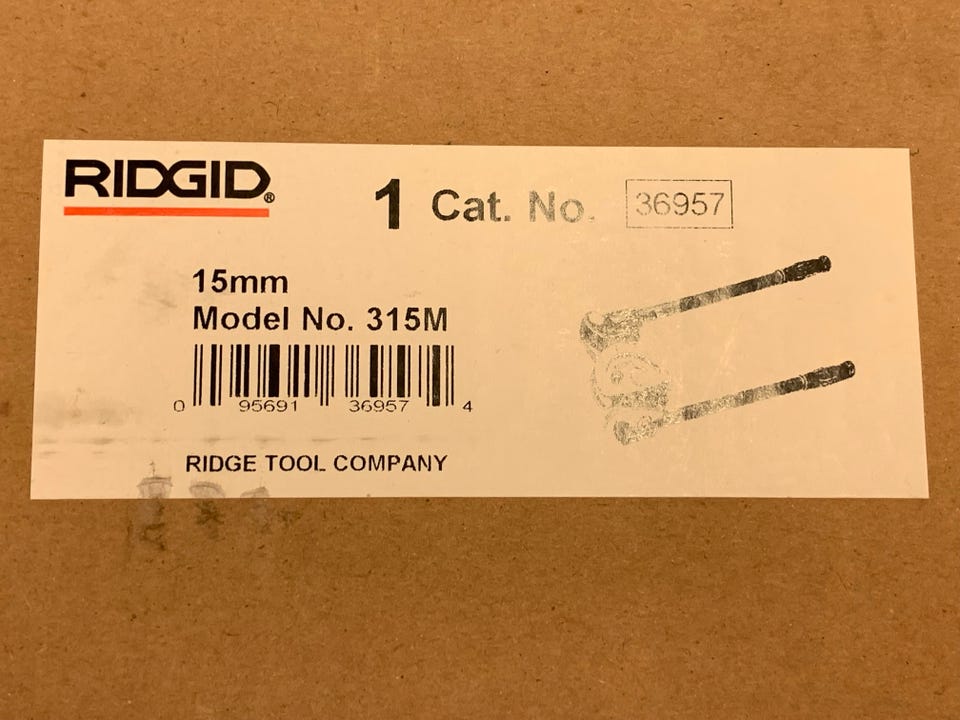 RIDGID®
1 Cat. No. 36957
15mm
Model No. 315M
0 95691 36957 4
RIDGE TOOL COMPANY